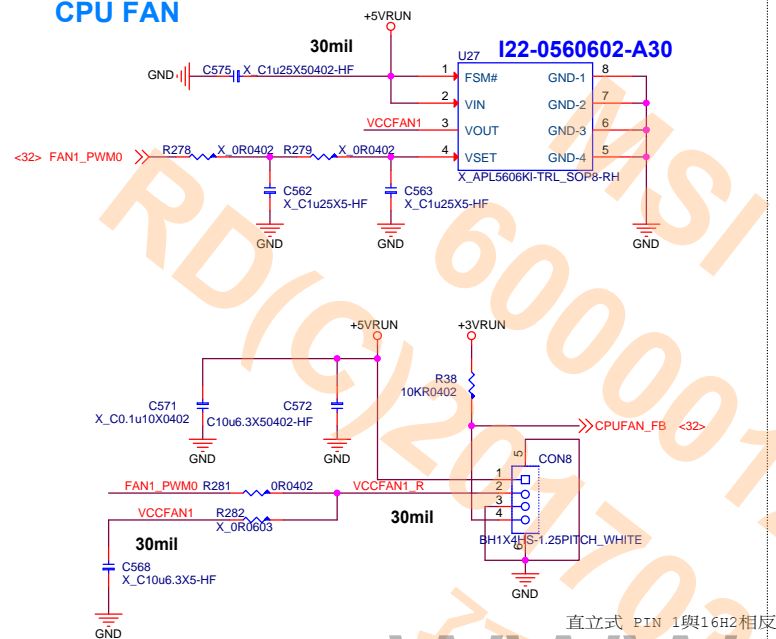 CPU FAN
+5VRUN
30mil
U27
I22-0560602-A30
GND
C575
X_C1u25X50402-HF
1
FSM#
GND-1
8
2
VIN
GND-2
7
VCCFAN1
3
VOUT
GND-3
6
<32>
FAN1_PWM0
R278
X_0R0402
R279
X_0R0402
4
VSET
GND-4
5
X_APL5606KI-TRL_SOP8-RH
C562
X_C1u25X5-HF
C563
X_C1u25X5-HF
GND
GND
GND
MSI
+5VRUN
+3VRUN
R38
10KR0402
C571
X_C0.1u10X0402
C572
C10u6.3X50402-HF
CPUFAN_FB
<32>
GND
GND
5
CON8
FAN1_PWM0
R281
0R0402
VCCFAN1_R
1
2
3
4
VCCFAN1
R282
X_0R0603
30mil
30mil
BH1X4HS-1.25PITCH_WHITE
6
C568
X_C10u6.3X5-HF
GND
GND
直立式 PIN 1與16H2相反